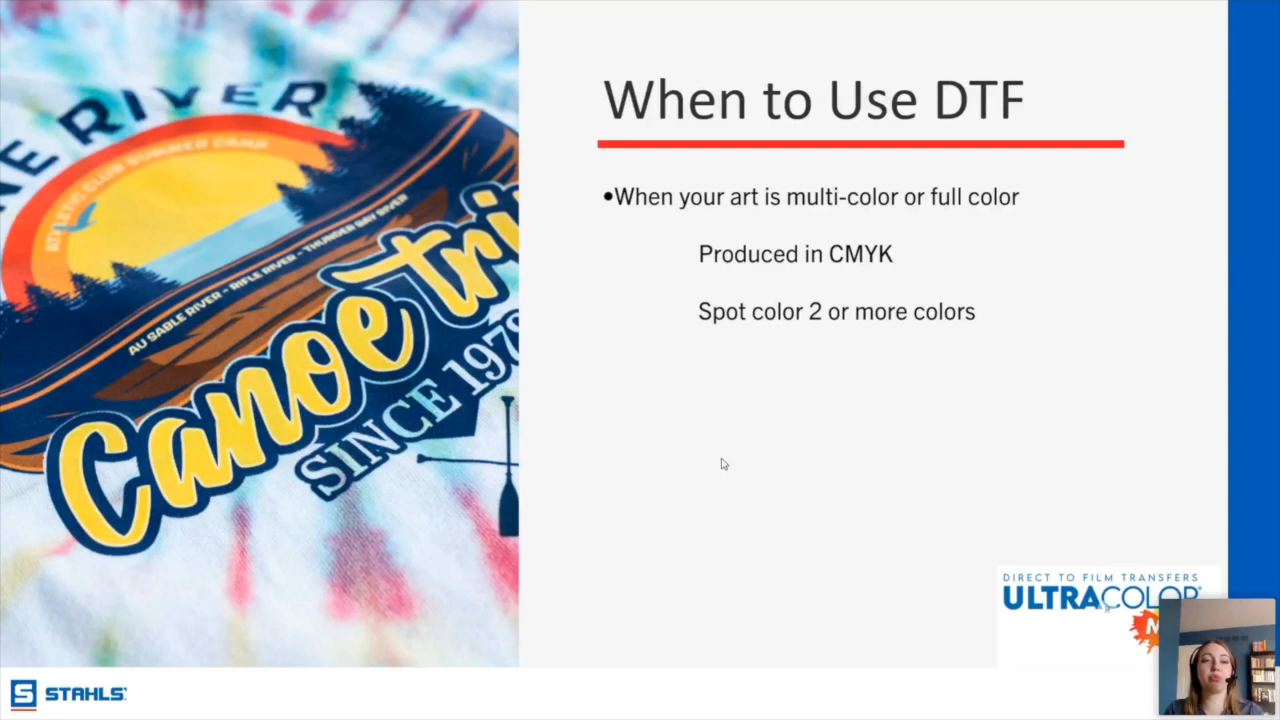 NE RIVER
ATHLETIC CLUB SUMMER CAMP
AU SABLE RIVER - RIFLE RIVER - THUNDER BAY RIVER
Canoe tri
SINCE 1978
When to Use DTF
•When your art is multi-color or full color
Produced in CMYK
Spot color 2 or more colors
DIRECT TO FILM TRANSFERS
ULTRACOLOR
S STAHLS'